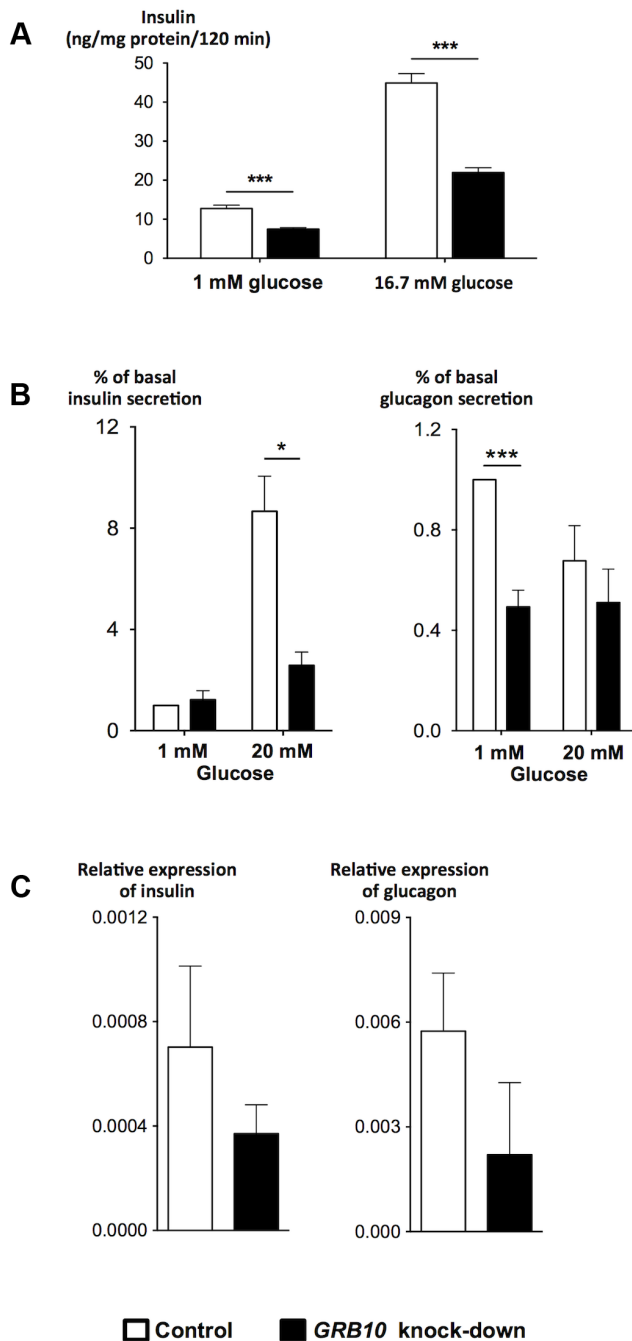 A
Insulin
(ng/mg protein/120 min)
50
40
30
20
10
0
***
***
1 mM glucose
16.7 mM glucose
B
% of basal
insulin secretion
12
8
4
0
*
1 mM
20 mM
Glucose
% of basal
glucagon secretion
1.2
0.8
0.4
0.0
***
1 mM
20 mM
Glucose
C
Relative expression
of insulin
0.0012
0.0008
0.0004
0.0000
Relative expression
of glucagon
0.009
0.006
0.003
0.000
Control
GRB10 knock-down